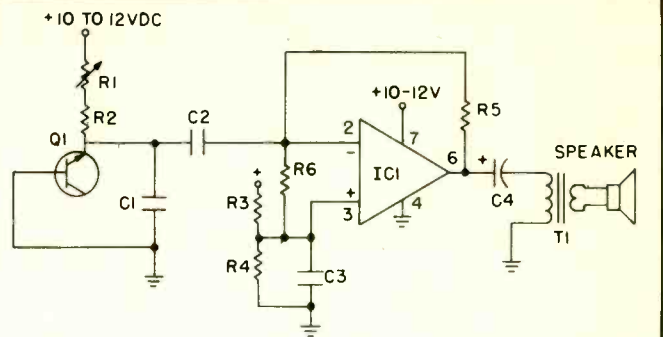 +10 TO 12VDC
R1
R2
Q1
C1
C2
R6
+
R3
R4
C3
+10-12V
2
-
7
IC1
6
+
3
4
R5
+
C4
T1
SPEAKER